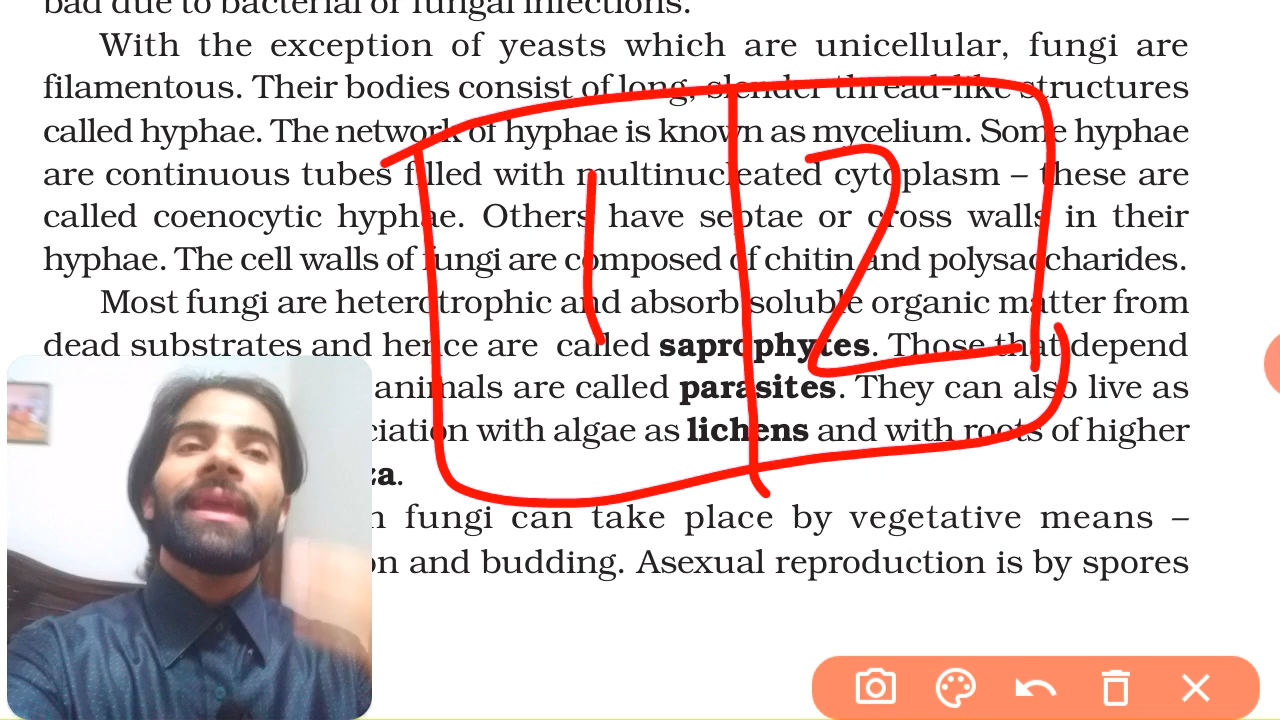 bad due to bacterial or fungal infections.
With the exception of yeasts which are unicellular, fungi are
filamentous. Their bodies consist of long, slender thread-like structures
called hyphae. The network of hyphae is known as mycelium. Some hyphae
are continuous tubes filled with multinucleated cytoplasm – these are
called coenocytic hyphae. Others have septae or cross walls in their
hyphae. The cell walls of fungi are composed of chitin and polysaccharides.
Most fungi are heterotrophic and absorb soluble organic matter from
dead substrates and hence are called saprophytes. Those that depend
animals are called parasites. They can also live as
ciation with algae as lichens and with roots of higher
za.
n fungi can take place by vegetative means –
on and budding. Asexual reproduction is by spores
1 2